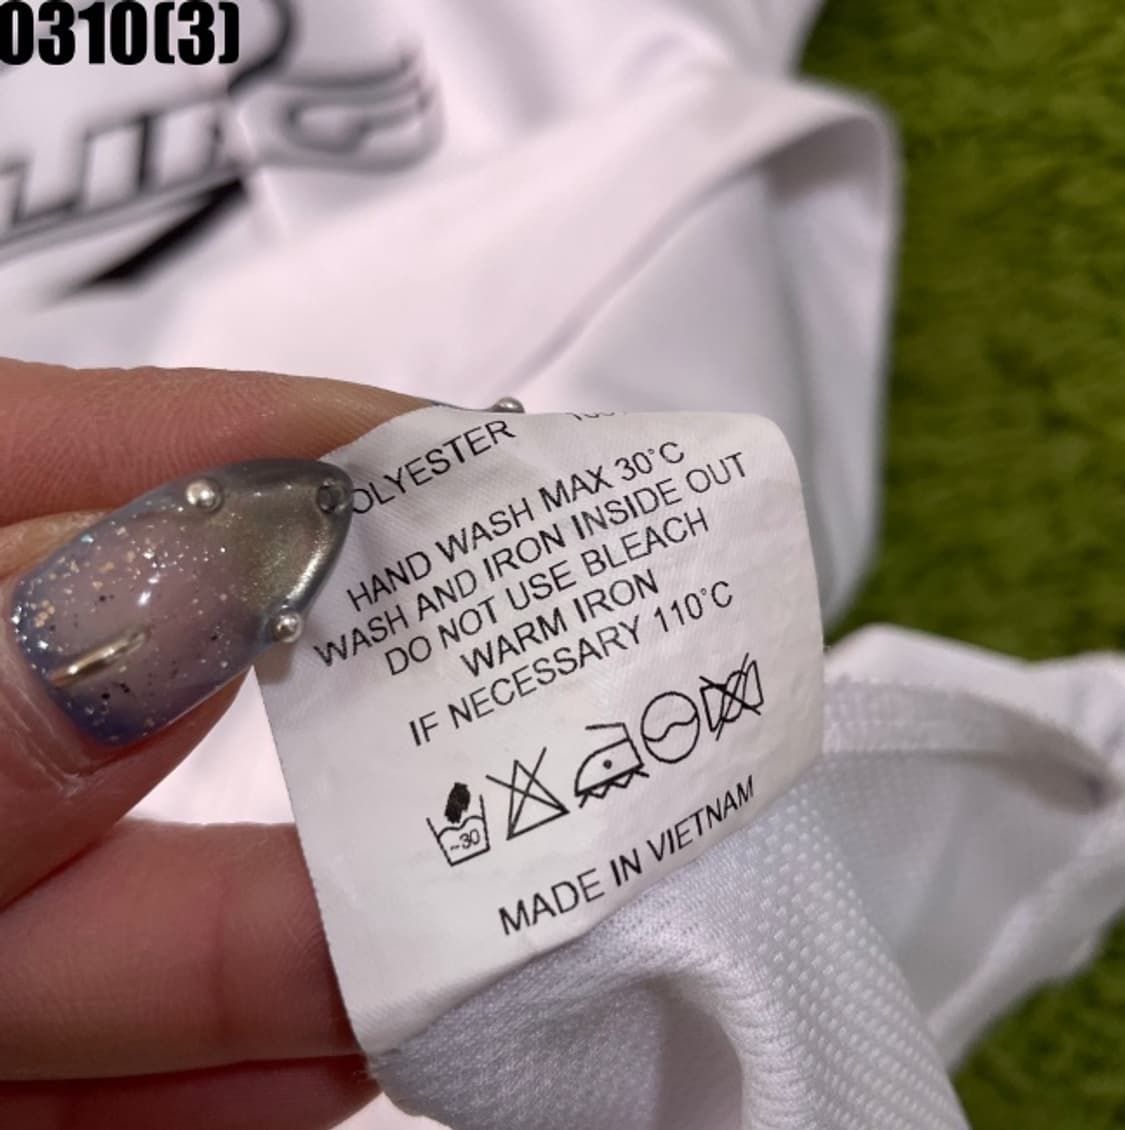 0310(3)
OLYESTER
HAND WASH MAX 30°C
WASH AND IRON INSIDE OUT
DO NOT USE BLEACH
WARM IRON
IF NECESSARY 110°C
~30
MADE IN VIETNAM